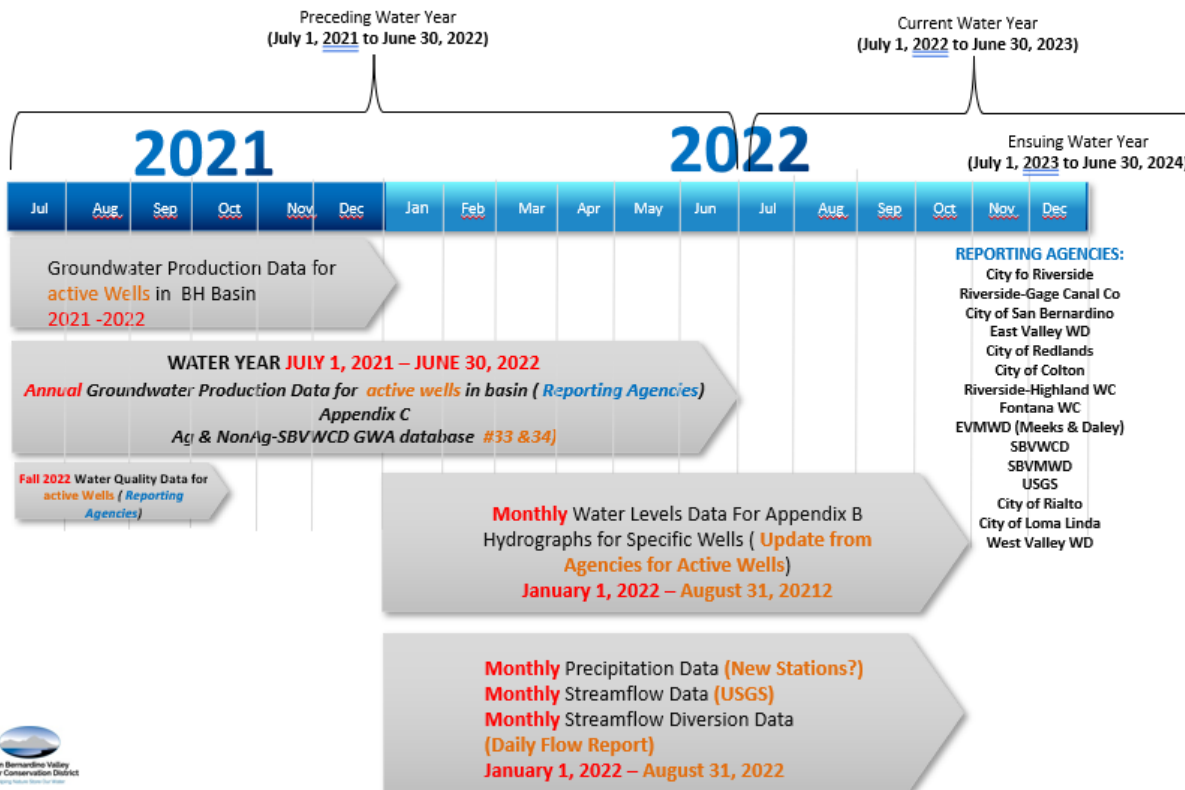 Preceding Water Year
(July 1, 2021 to June 30, 2022)
Current Water Year
(July 1, 2022 to June 30, 2023)
Ensuing Water Year
(July 1, 2023 to June 30, 2024)
2021
2022
Jul Aug Sep Oct Nov Dec Jan Feb Mar Apr May Jun Jul Aug Sep Oct Nov Dec
Groundwater Production Data for
active Wells in BH Basin
2021 -2022
WATER YEAR JULY 1, 2021 – JUNE 30, 2022
Annual Groundwater Production Data for active wells in basin ( Reporting Agencies)
Appendix C
Ag & NonAg-SBVWCD GWA database #33 &34)
Fall 2022 Water Quality Data for
active Wells ( Reporting
Agencies)
Monthly Water Levels Data For Appendix B
Hydrographs for Specific Wells ( Update from
Agencies for Active Wells)
January 1, 2022 – August 31, 20212
Monthly Precipitation Data (New Stations?)
Monthly Streamflow Data (USGS)
Monthly Streamflow Diversion Data
(Daily Flow Report)
January 1, 2022 – August 31, 2022
REPORTING AGENCIES:
City fo Riverside
Riverside-Gage Canal Co
City of San Bernardino
East Valley WD
City of Redlands
City of Colton
Riverside-Highland WC
Fontana WC
EVMWD (Meeks & Daley)
SBVWCD
SBVMWD
USGS
City of Rialto
City of Loma Linda
West Valley WD
n Bernardino Valley
r Conservation District
lping Nature Store Our Water